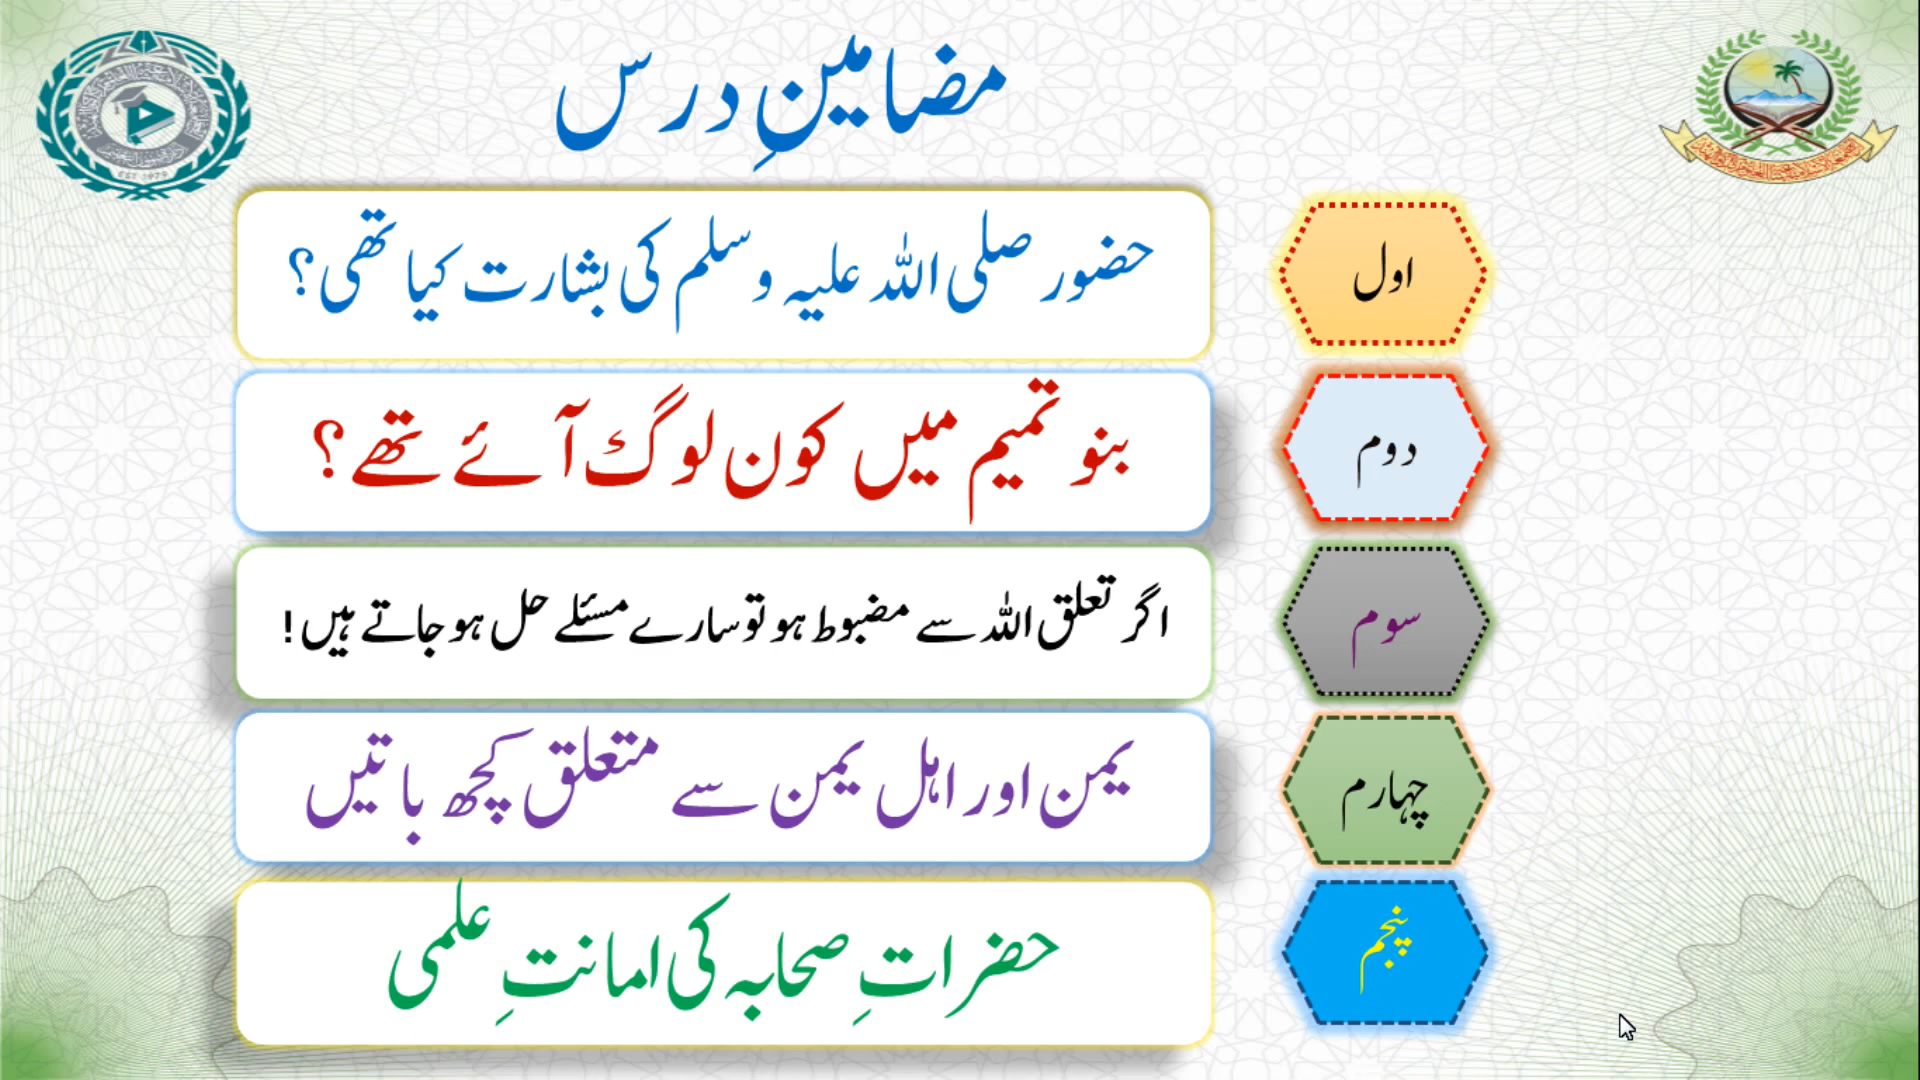 مضامینِ درس
اول
حضور صلی اللہ علیہ وسلم کی بشارت کیا تھی؟
دوم
بنو تمیم میں کون لوگ آئے تھے؟
سوم
اگر تعلق اللہ سے مضبوط ہو تو سارے مسئلے حل ہو جاتے ہیں!
چہارم
یمن اور اہل یمن سے متعلق کچھ باتیں
پنجم
حضراتِ صحابہ کی امانتِ علمی
EST 1979